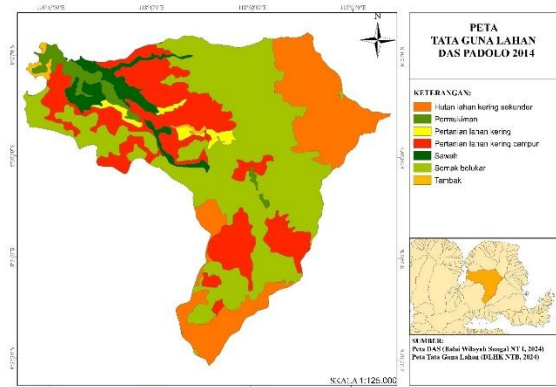 N
PETA
TATA GUNA LAHAN
DAS PADOLO 2014
KETERANGAN:
Hutan lahan kering sekunder
Permukiman
Pertanian lahan kering
Pertanian lahan kering campur
Sawah
Semak belukar
Tambak
SUMBER:
Peta DAS (Balai Wilayah Sungai NT I, 2024)
Peta Tata Guna Lahan (DLHK NTB, 2024)
SKALA 1:125.000